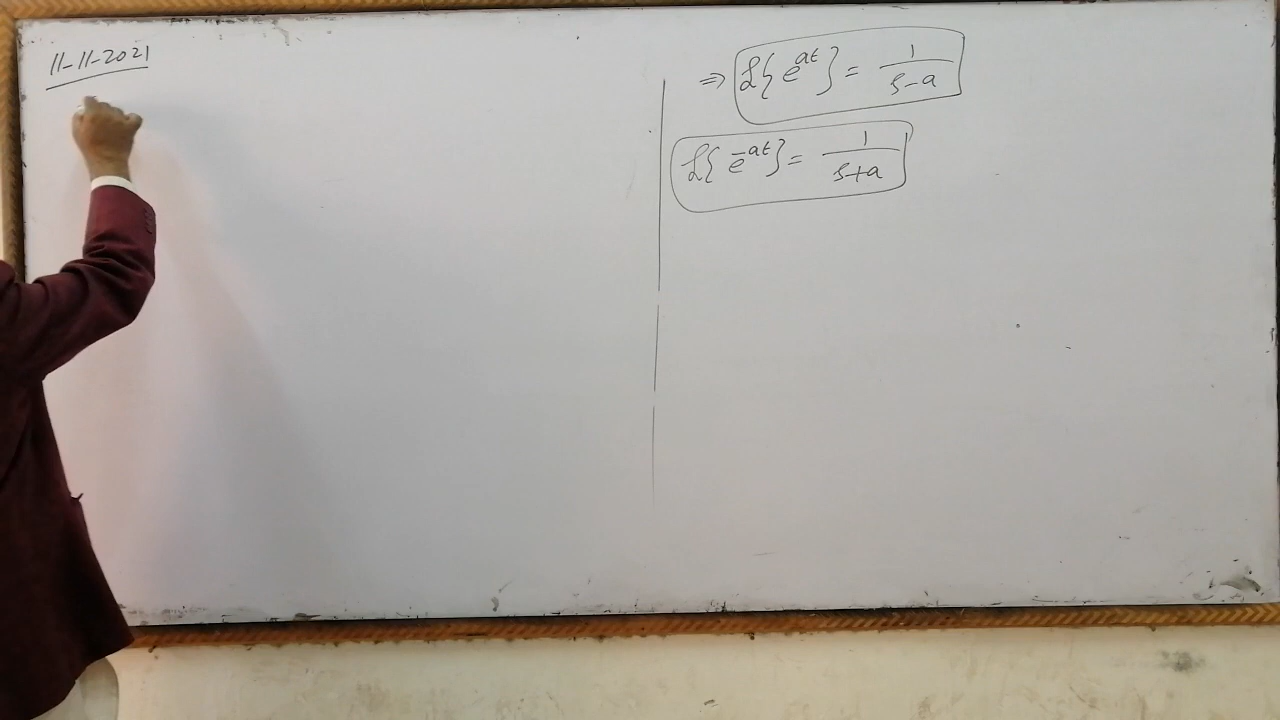 11-11-2021
⇒ ℒ{e^{at}} = 1/(s-a)
ℒ{e^{-at}} = 1/(s+a)